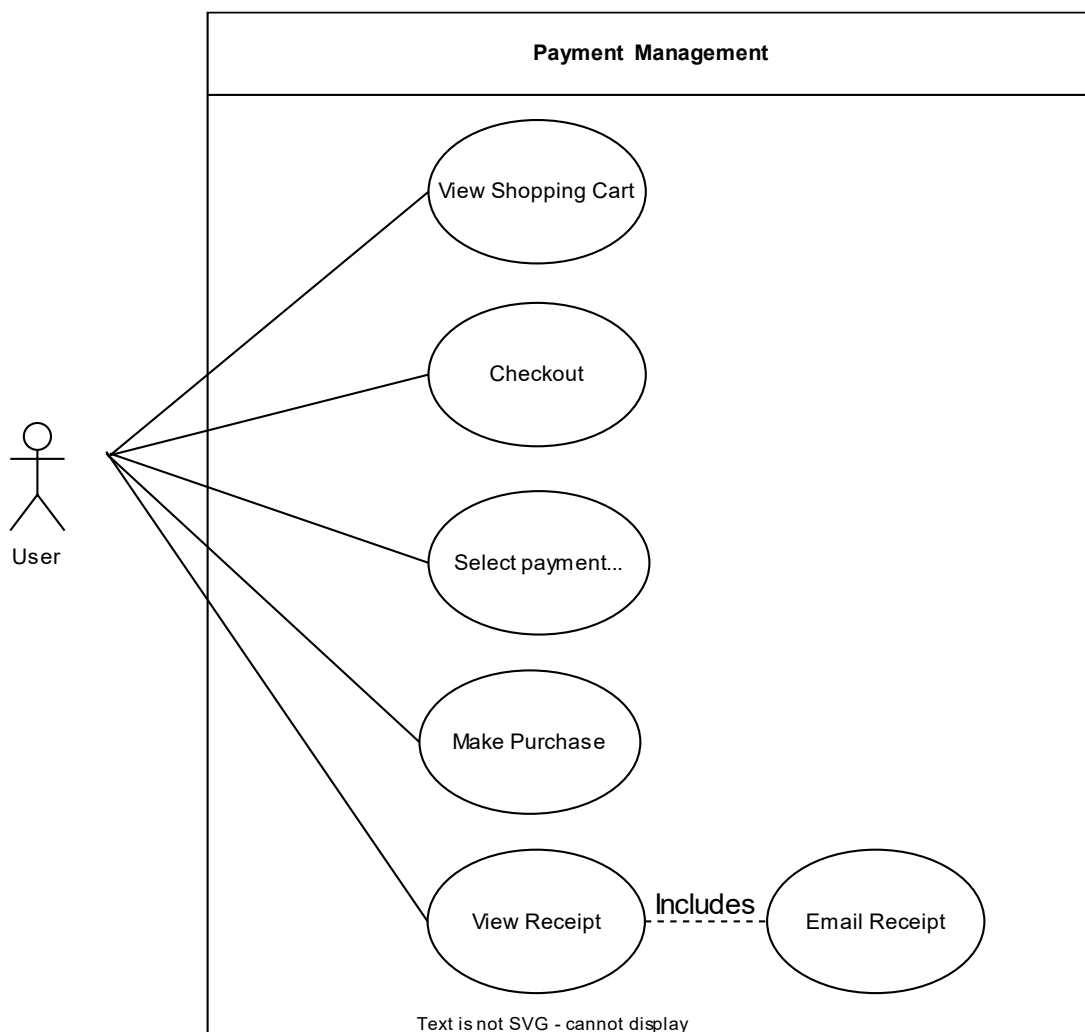 Payment Management
View Shopping Cart
Checkout
User
Select payment...
Make Purchase
View Receipt
Includes
Email Receipt
Text is not SVG - cannot display